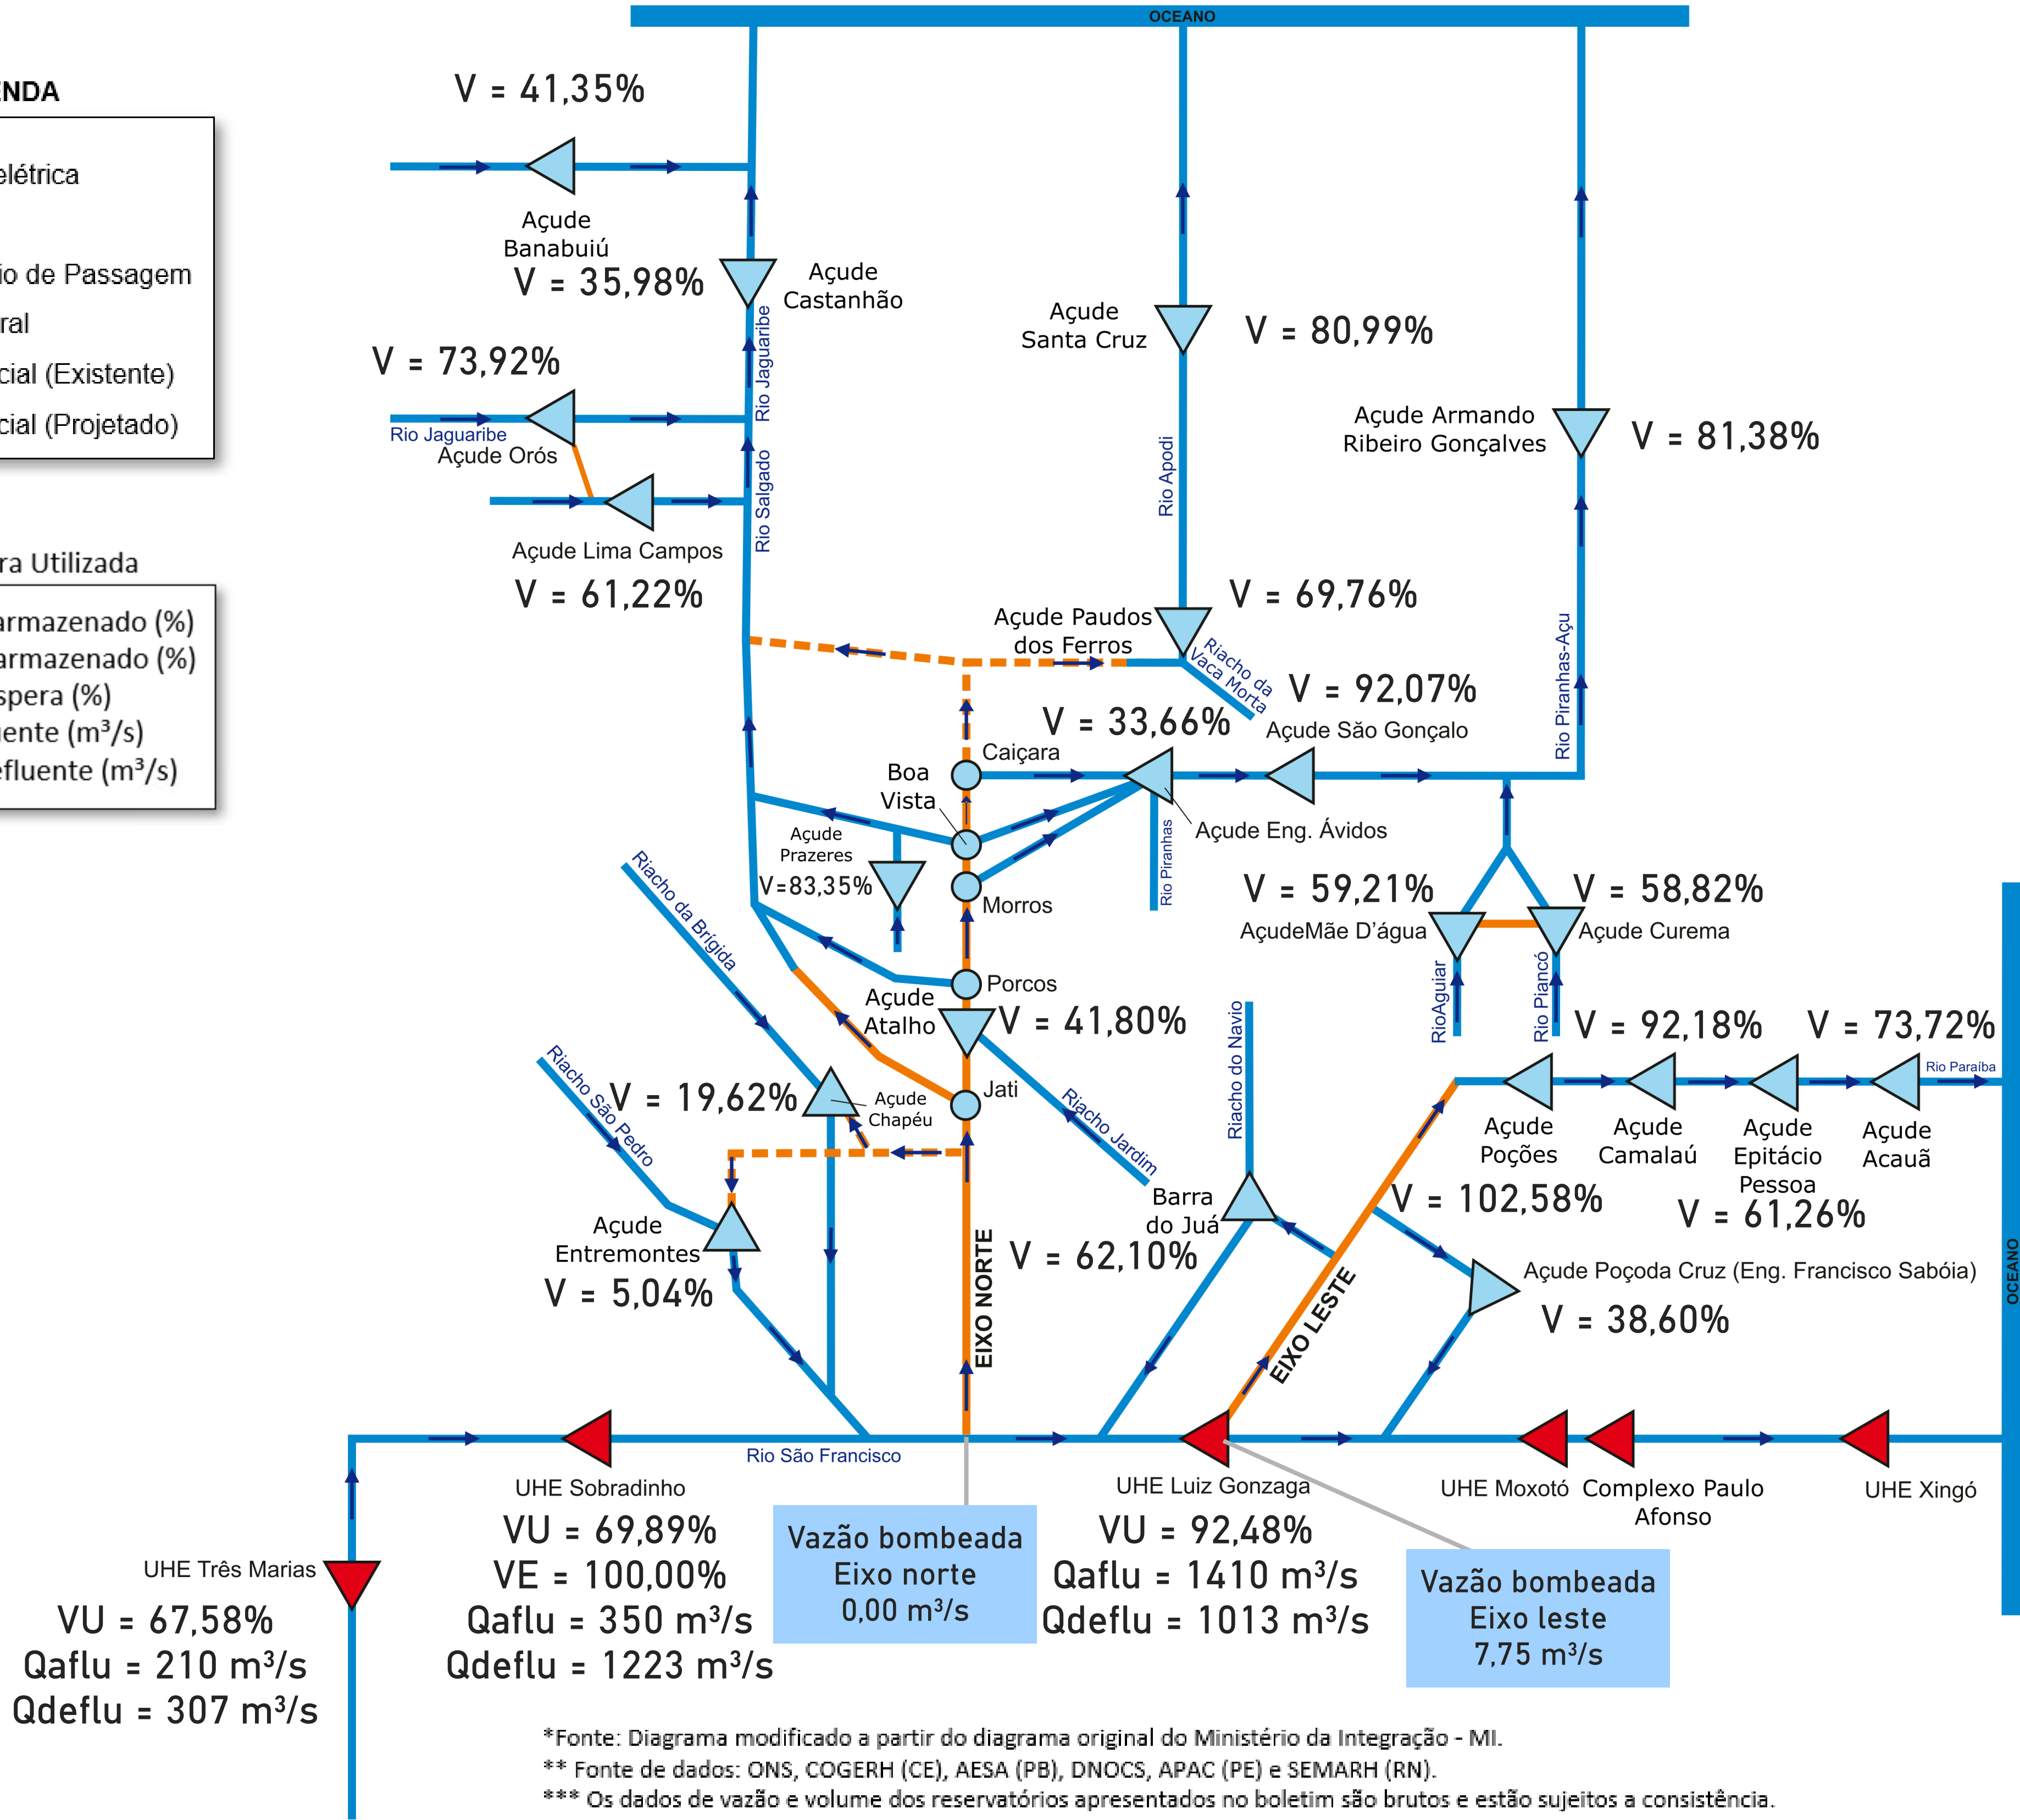 OCEANO
ENDA
elétrica
io de Passagem
ral
cial (Existente)
cial (Projetado)
ra Utilizada
armazenado (%)
armazenado (%)
spera (%)
uente (m³/s)
efluente (m³/s)
V = 41,35%
Açude
Banabuiú
V = 35,98%
Açude
Castanhão
Rio Jaguaribe
V = 73,92%
Rio Jaguaribe
Açude Orós
Rio Salgado
Açude Lima Campos
V = 61,22%
Açude
Santa Cruz
V = 80,99%
Rio Apodi
Açude Armando
Ribeiro Gonçalves
V = 81,38%
Rio Piranhas-Açu
Açude Paudos
dos Ferros
V = 69,76%
Riacho da
Vaca Morta
V = 92,07%
Açude São Gonçalo
V = 33,66%
Caiçara
Boa
Vista
Açude Eng. Ávidos
Rio Piranhas
Açude
Prazeres
V=83,35%
Morros
Porcos
Riacho da Brígida
Açude
Atalho
V = 41,80%
V = 59,21%
AçudeMãe D'água
V = 58,82%
Açude Curema
RioAguiar
Rio Piancó
V = 92,18%
V = 73,72%
Rio Paraíba
Riacho São Pedro
V = 19,62%
Açude
Chapéu
Jati
Riacho Jardim
Riacho do Navio
Açude
Poções
Açude
Camalaú
Açude
Epitácio
Pessoa
Açude
Acauã
V = 102,58%
V = 61,26%
Barra
do Juá
V = 62,10%
Açude
Entremontes
V = 5,04%
EIXO NORTE
EIXO LESTE
Açude Poçoda Cruz (Eng. Francisco Sabóia)
V = 38,60%
OCEANO
Rio São Francisco
UHE Sobradinho
VU = 69,89%
VE = 100,00%
Qaflu = 350 m³/s
Qdeflu = 1223 m³/s
Vazão bombeada
Eixo norte
0,00 m³/s
UHE Luiz Gonzaga
VU = 92,48%
Qaflu = 1410 m³/s
Qdeflu = 1013 m³/s
Vazão bombeada
Eixo leste
7,75 m³/s
UHE Moxotó
Complexo Paulo
Afonso
UHE Xingó
UHE Três Marias
VU = 67,58%
Qaflu = 210 m³/s
Qdeflu = 307 m³/s
*Fonte: Diagrama modificado a partir do diagrama original do Ministério da Integração - MI.
** Fonte de dados: ONS, COGERH (CE), AESA (PB), DNOCS, APAC (PE) e SEMARH (RN).
*** Os dados de vazão e volume dos reservatórios apresentados no boletim são brutos e estão sujeitos a consistência.